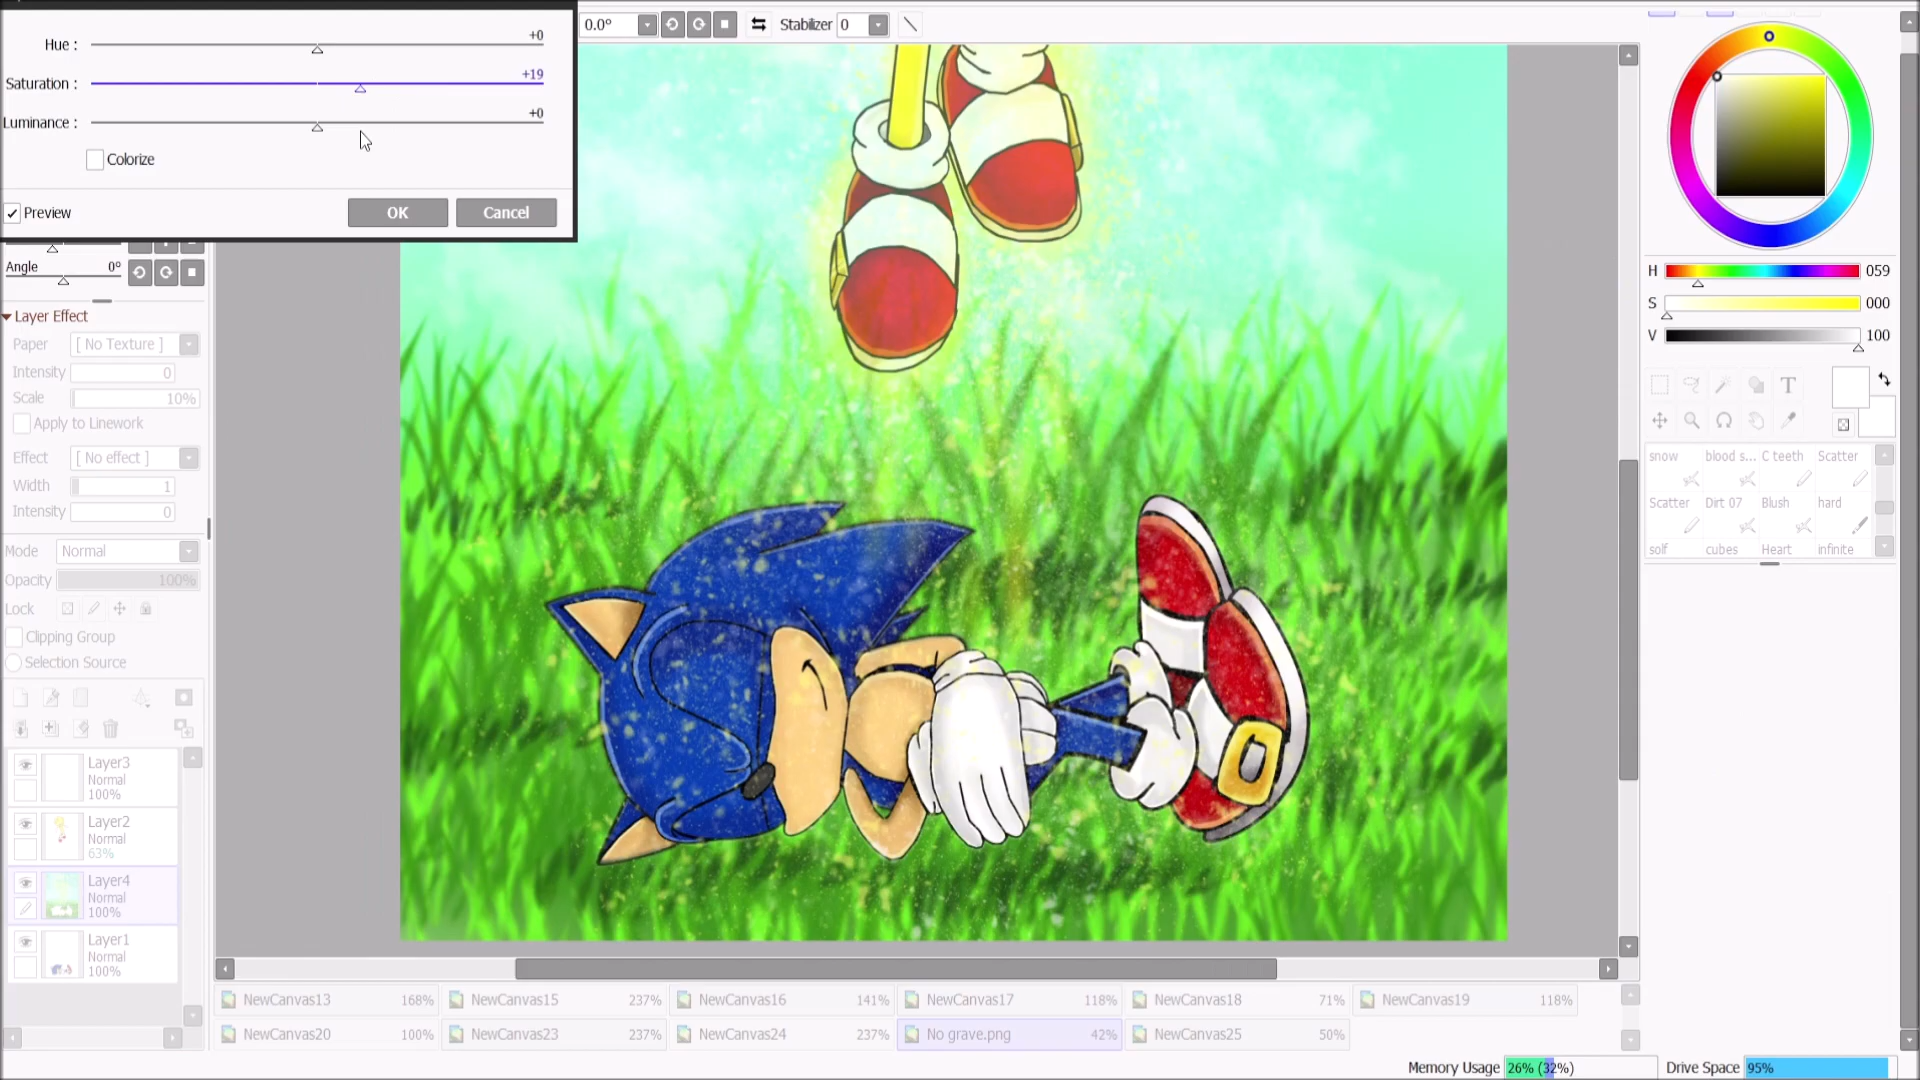 Hue : +0
Saturation : +19
Luminance : +0
Colorize
Preview OK Cancel
0.0° Stabilizer 0
Angle 0°
Layer Effect
Paper [ No Texture ]
Intensity 0
Scale 10%
Apply to Linework
Effect [ No effect ]
Width 1
Intensity 0
Mode Normal
Opacity 100%
Lock
Clipping Group
Selection Source
Layer3
Normal
100%
Layer2
Normal
63%
Layer4
Normal
100%
Layer1
Normal
100%
H 059
S 000
V 100
T
snow blood s... C teeth Scatter
Scatter Dirt 07 Blush hard
solf cubes Heart infinite
NewCanvas13 168% NewCanvas15 237% NewCanvas16 141% NewCanvas17 118% NewCanvas18 71% NewCanvas19 118%
NewCanvas20 100% NewCanvas23 237% NewCanvas24 237% No grave.png 42% NewCanvas25 50%
Memory Usage 26% (32%) Drive Space 95%